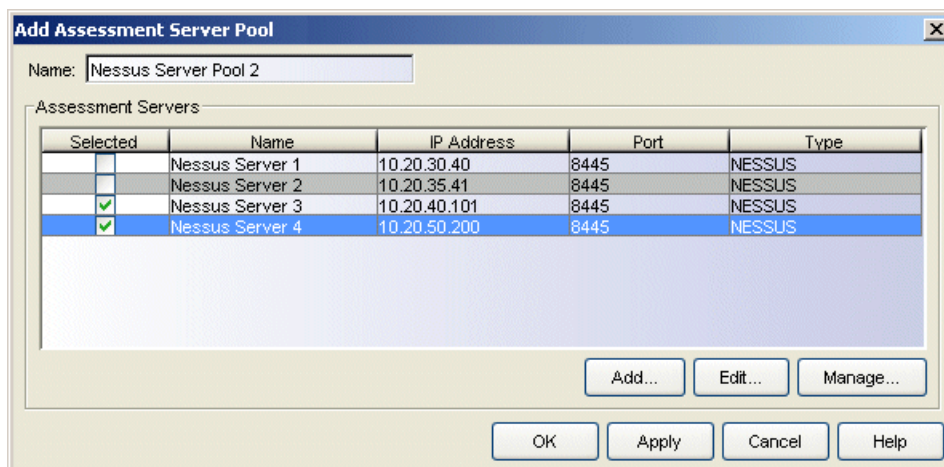 Add Assessment Server Pool
Name: Nessus Server Pool 2
Assessment Servers
Selected Name IP Address Port Type
Nessus Server 1 10.20.30.40 8445 NESSUS
Nessus Server 2 10.20.35.41 8445 NESSUS
Nessus Server 3 10.20.40.101 8445 NESSUS
Nessus Server 4 10.20.50.200 8445 NESSUS
Add... Edit... Manage...
OK Apply Cancel Help